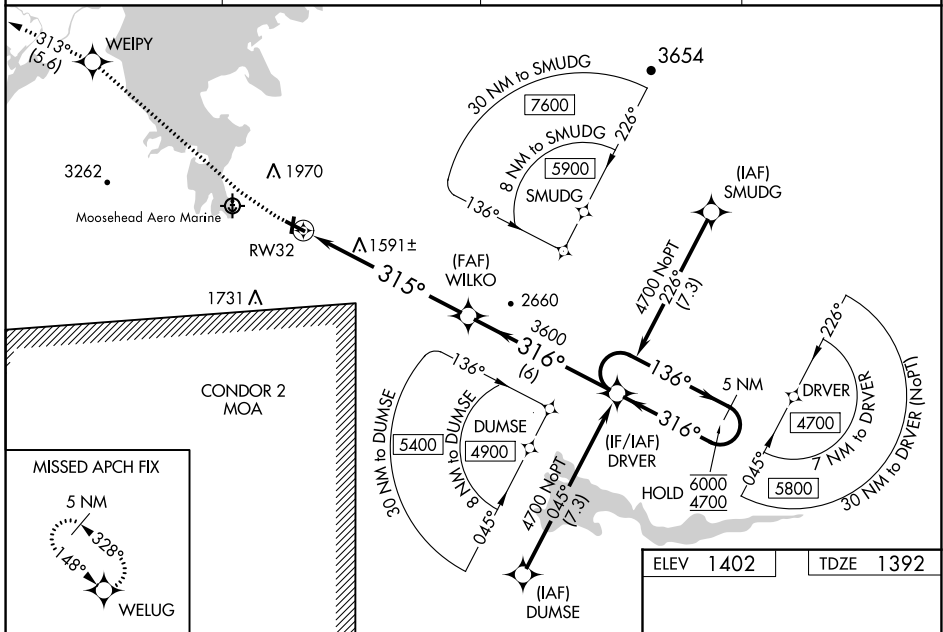 313°
(5.6)
WEIPY
3262
1970
Moosehead Aero Marine
RW32
1591±
315°
(FAF)
WILKO
2660
1731
CONDOR 2
MOA
30 NM to SMUDG
7600
8 NM to SMUDG
5900
SMUDG
226°
136°
3654
(IAF)
SMUDG
4700 NoPT
226°
(7.3)
3600
316°
(6)
136°
5 NM
316°
(IF/IAF)
DRVER
HOLD
6000
4700
226°
DRVER
4700
7 NM to DRVER
30 NM to DRVER (NoPT)
045°
5800
136°
DUMSE
30 NM to DUMSE
5400
8 NM to DUMSE
4900
045°
4700 NoPT
045°
(7.3)
(IAF)
DUMSE
MISSED APCH FIX
5 NM
328°
148°
WELUG
ELEV 1402
TDZE 1392